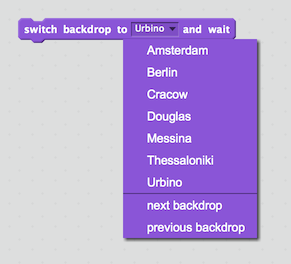 switch backdrop to Urbino and wait
Amsterdam
Berlin
Cracow
Douglas
Messina
Thessaloniki
Urbino
next backdrop
previous backdrop